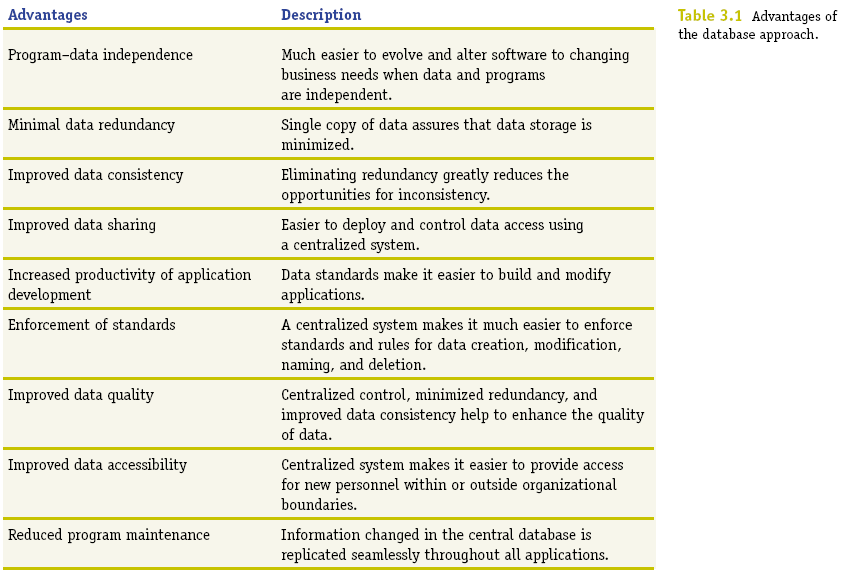 Advantages Description
Program–data independence Much easier to evolve and alter software to changing
business needs when data and programs
are independent.
Minimal data redundancy Single copy of data assures that data storage is
minimized.
Improved data consistency Eliminating redundancy greatly reduces the
opportunities for inconsistency.
Improved data sharing Easier to deploy and control data access using
a centralized system.
Increased productivity of application Data standards make it easier to build and modify
development applications.
Enforcement of standards A centralized system makes it much easier to enforce
standards and rules for data creation, modification,
naming, and deletion.
Improved data quality Centralized control, minimized redundancy, and
improved data consistency help to enhance the quality
of data.
Improved data accessibility Centralized system makes it easier to provide access
for new personnel within or outside organizational
boundaries.
Reduced program maintenance Information changed in the central database is
replicated seamlessly throughout all applications.
Table 3.1 Advantages of
the database approach.